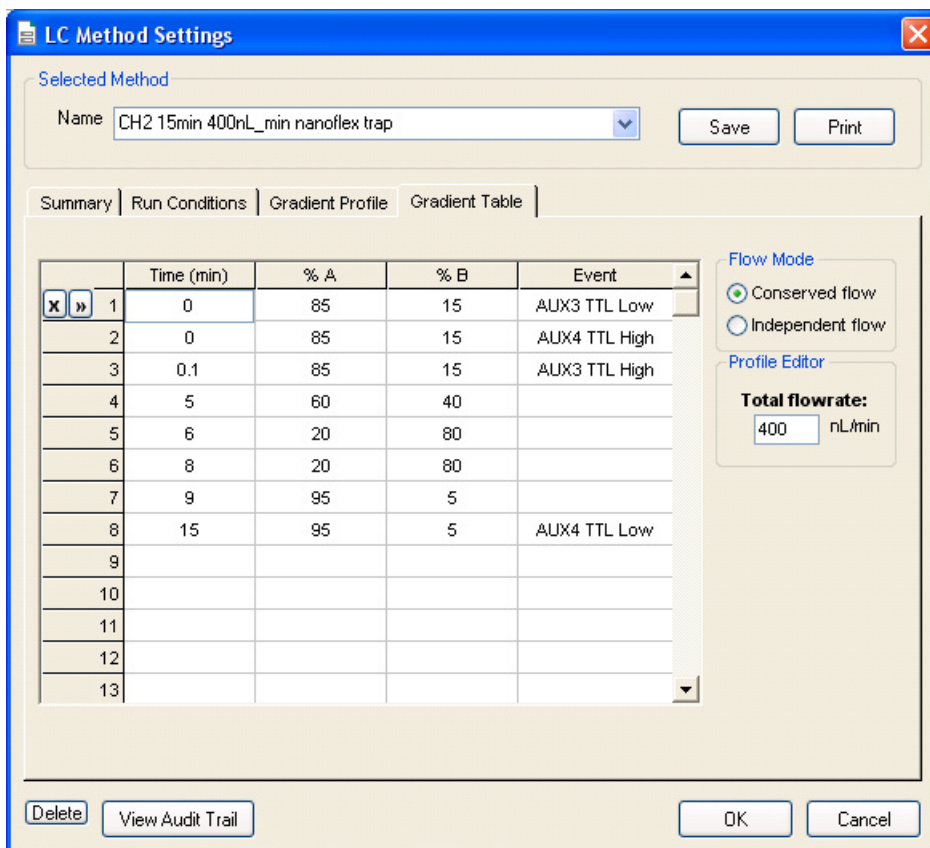 LC Method Settings
Selected Method
Name CH2 15min 400nL_min nanoflex trap Save Print
Summary Run Conditions Gradient Profile Gradient Table
Time (min) % A % B Event
x » 1 0 85 15 AUX3 TTL Low
2 0 85 15 AUX4 TTL High
3 0.1 85 15 AUX3 TTL High
4 5 60 40
5 6 20 80
6 8 20 80
7 9 95 5
8 15 95 5 AUX4 TTL Low
9
10
11
12
13
Flow Mode
Conserved flow
Independent flow
Profile Editor
Total flowrate:
400 nL/min
Delete View Audit Trail OK Cancel